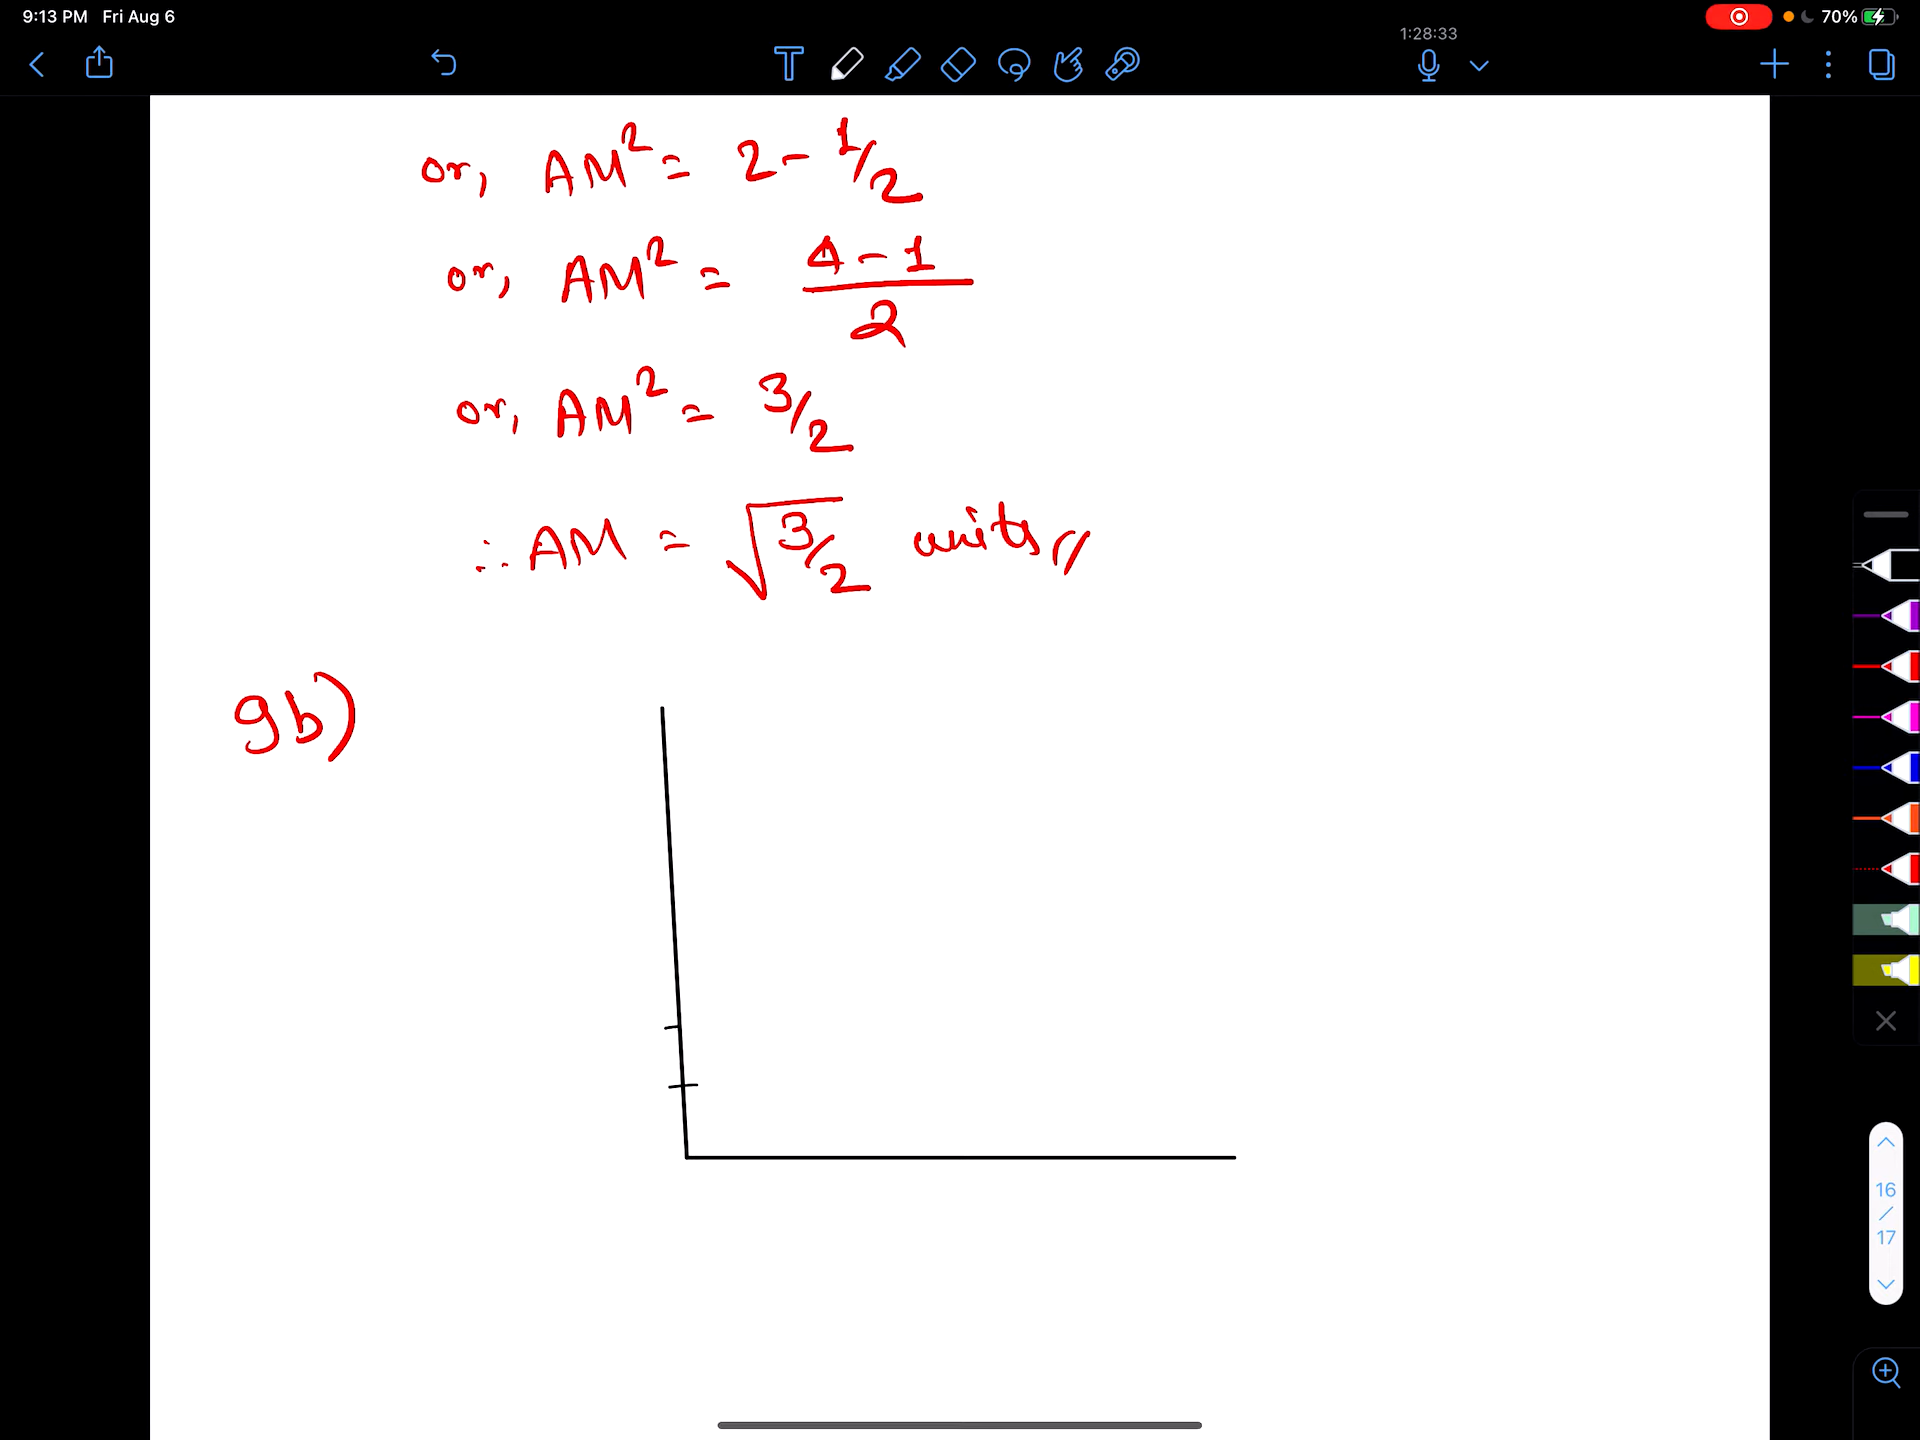 9:13 PM Fri Aug 6
70%
1:28:33
or, AM² = 2 - 1/2
or, AM² = (4 - 1)/2
or, AM² = 3/2
∴ AM = √(3/2) units //
9b)
16
/
17